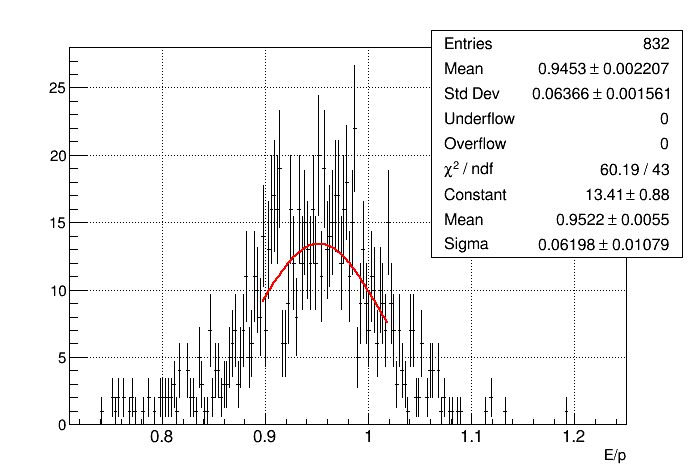 Entries 832
Mean 0.9453 ± 0.002207
Std Dev 0.06366 ± 0.001561
Underflow 0
Overflow 0
χ² / ndf 60.19 / 43
Constant 13.41 ± 0.88
Mean 0.9522 ± 0.0055
Sigma 0.06198 ± 0.01079
25
20
15
10
5
0
0.8 0.9 1 1.1 1.2
E/p